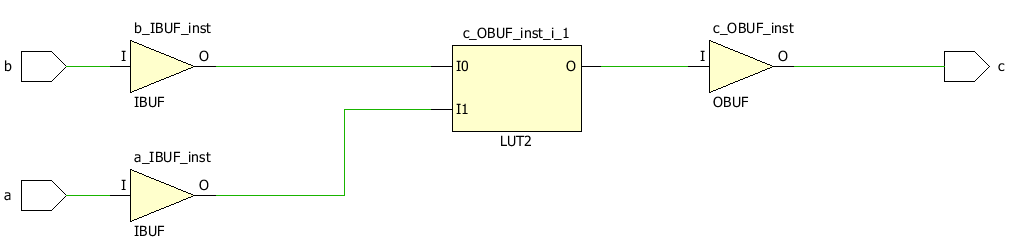 b_IBUF_inst
c_OBUF_inst
c_OBUF_inst_i_1
b I O I0 O I O c
I1
IBUF
OBUF
LUT2
a_IBUF_inst
a I O
IBUF